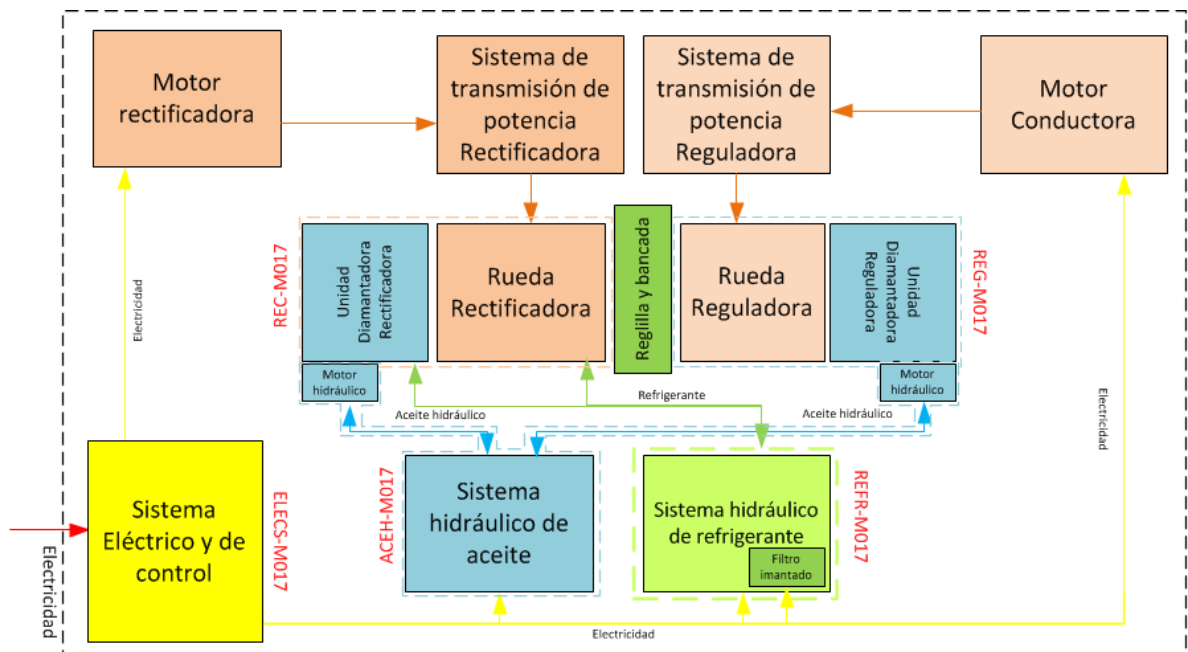 Motor
rectificadora
Sistema de
transmisión de
potencia
Rectificadora
Sistema de
transmisión de
potencia
Reguladora
Motor
Conductora
REC-M017
Unidad
Diamantadora
Rectificadora
Rueda
Rectificadora
Reglilla y bancada
Rueda
Reguladora
Unidad
Diamantadora
Reguladora
REG-M017
Electricidad
Motor
hidráulico
Motor
hidráulico
Refrigerante
Aceite hidráulico
Aceite hidráulico
Electricidad
Sistema
Eléctrico y de
control
ELECS-M017
ACEH-M017
Sistema
hidráulico de
aceite
Sistema hidráulico
de refrigerante
Filtro
imantado
REFR-M017
Electricidad
Electricidad